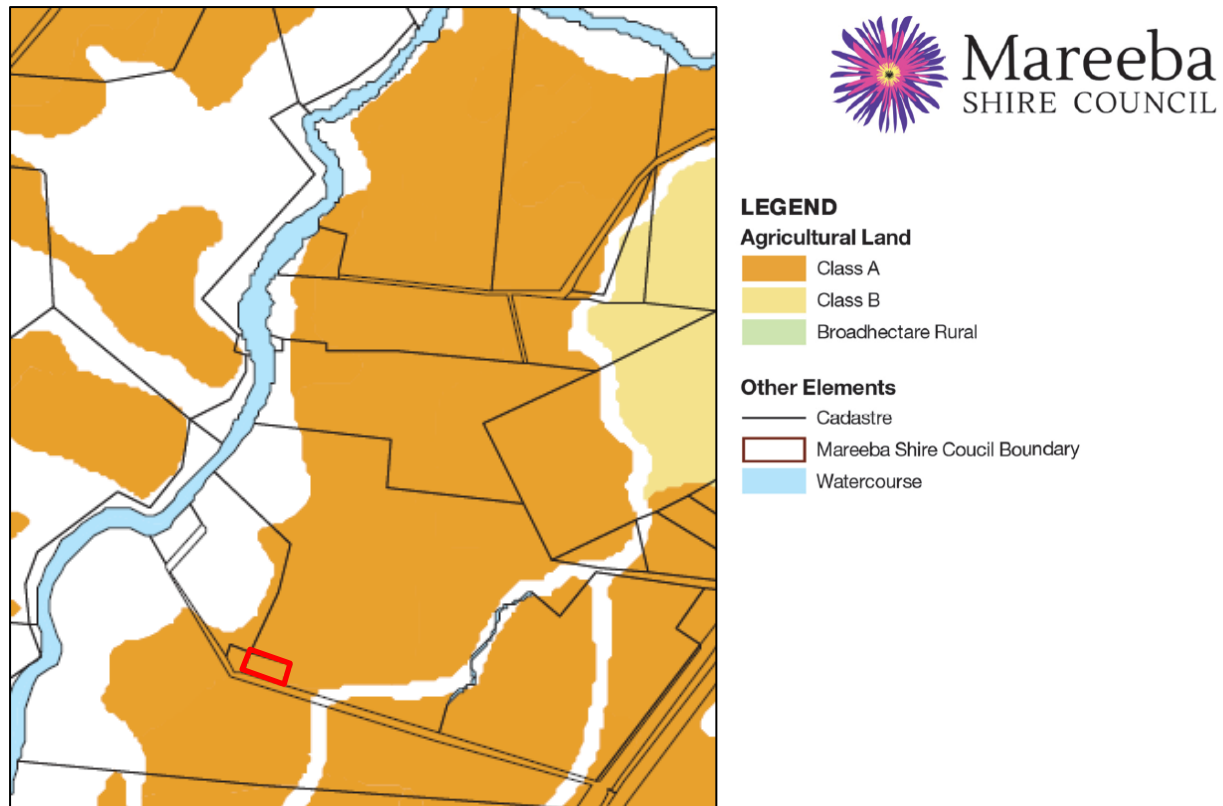 Mareeba
SHIRE COUNCIL
LEGEND
Agricultural Land
Class A
Class B
Broadhectare Rural
Other Elements
Cadastre
Mareeba Shire Coucil Boundary
Watercourse